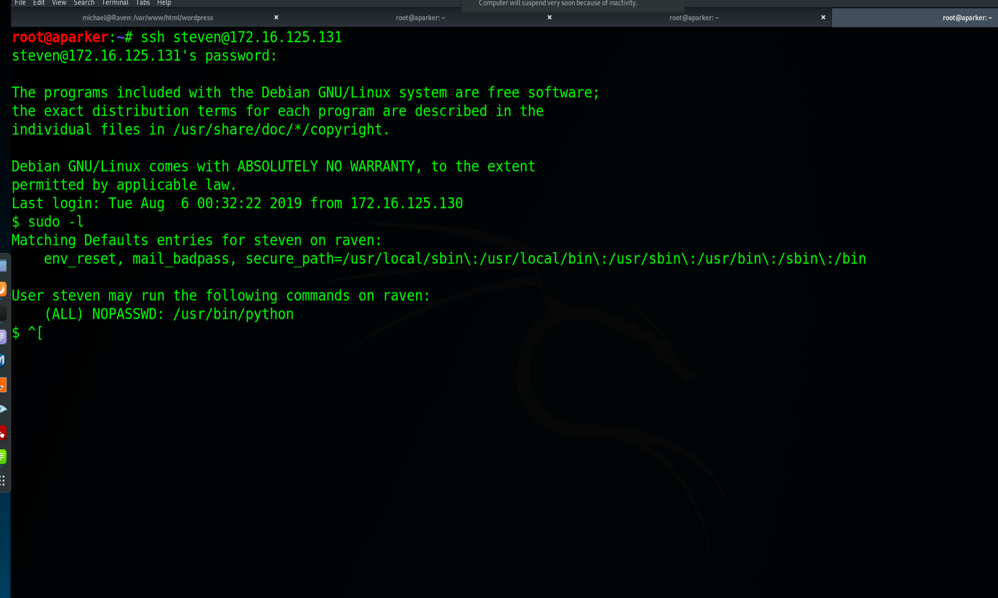 File Edit View Search Terminal Tabs Help
Computer will suspend very soon because of inactivity.
michael@Raven: /var/www/html/wordpress × root@aparker: ~ × root@aparker: ~ × root@aparker: ~
root@aparker:~# ssh steven@172.16.125.131
steven@172.16.125.131's password:
The programs included with the Debian GNU/Linux system are free software;
the exact distribution terms for each program are described in the
individual files in /usr/share/doc/*/copyright.
Debian GNU/Linux comes with ABSOLUTELY NO WARRANTY, to the extent
permitted by applicable law.
Last login: Tue Aug  6 00:32:22 2019 from 172.16.125.130
$ sudo -l
Matching Defaults entries for steven on raven:
    env_reset, mail_badpass, secure_path=/usr/local/sbin\:/usr/local/bin\:/usr/sbin\:/usr/bin\:/sbin\:/bin
User steven may run the following commands on raven:
    (ALL) NOPASSWD: /usr/bin/python
$ ^[